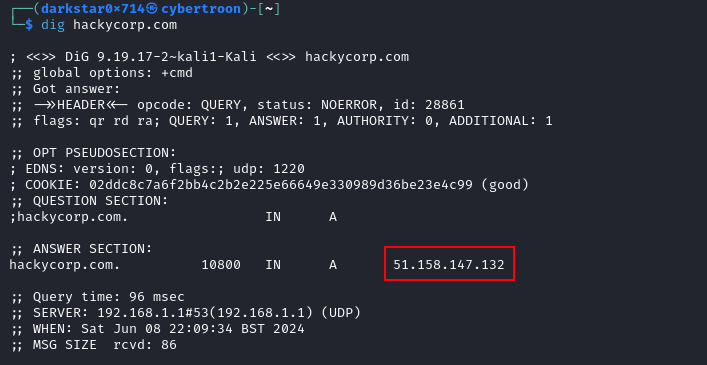 ┌──(darkstar0×714㉿cybertroon)-[~]
└─$ dig hackycorp.com
; <<>> DiG 9.19.17-2~kali1-Kali <<>> hackycorp.com
;; global options: +cmd
;; Got answer:
;; ->>HEADER<<- opcode: QUERY, status: NOERROR, id: 28861
;; flags: qr rd ra; QUERY: 1, ANSWER: 1, AUTHORITY: 0, ADDITIONAL: 1
;; OPT PSEUDOSECTION:
; EDNS: version: 0, flags:; udp: 1220
; COOKIE: 02ddc8c7a6f2bb4c2b2e225e66649e330989d36be23e4c99 (good)
;; QUESTION SECTION:
;hackycorp.com. IN A
;; ANSWER SECTION:
hackycorp.com. 10800 IN A 51.158.147.132
;; Query time: 96 msec
;; SERVER: 192.168.1.1#53(192.168.1.1) (UDP)
;; WHEN: Sat Jun 08 22:09:34 BST 2024
;; MSG SIZE rcvd: 86